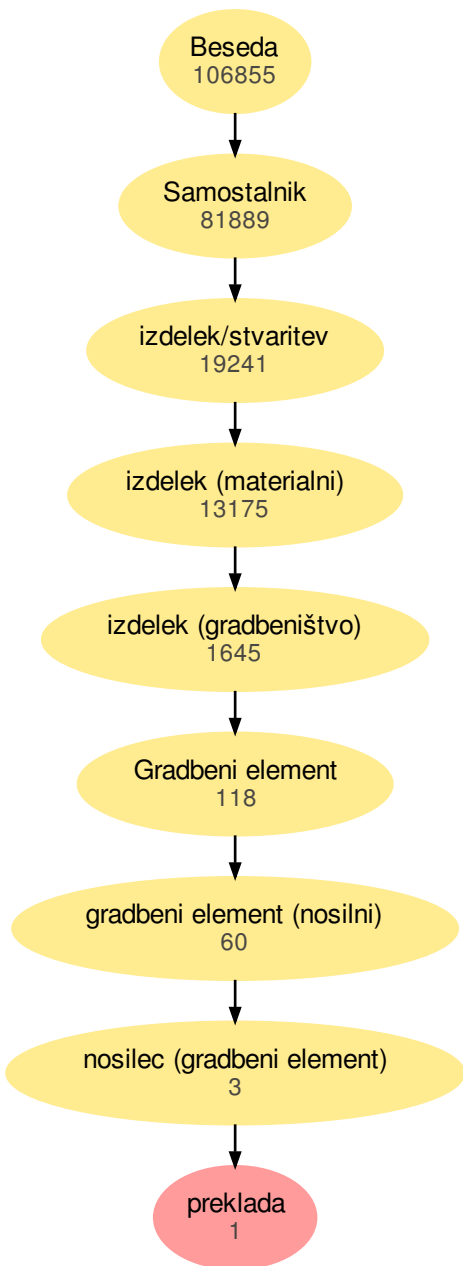 Beseda
106855
Samostalnik
81889
izdelek/stvaritev
19241
izdelek (materialni)
13175
izdelek (gradbeništvo)
1645
Gradbeni element
118
gradbeni element (nosilni)
60
nosilec (gradbeni element)
3
preklada
1